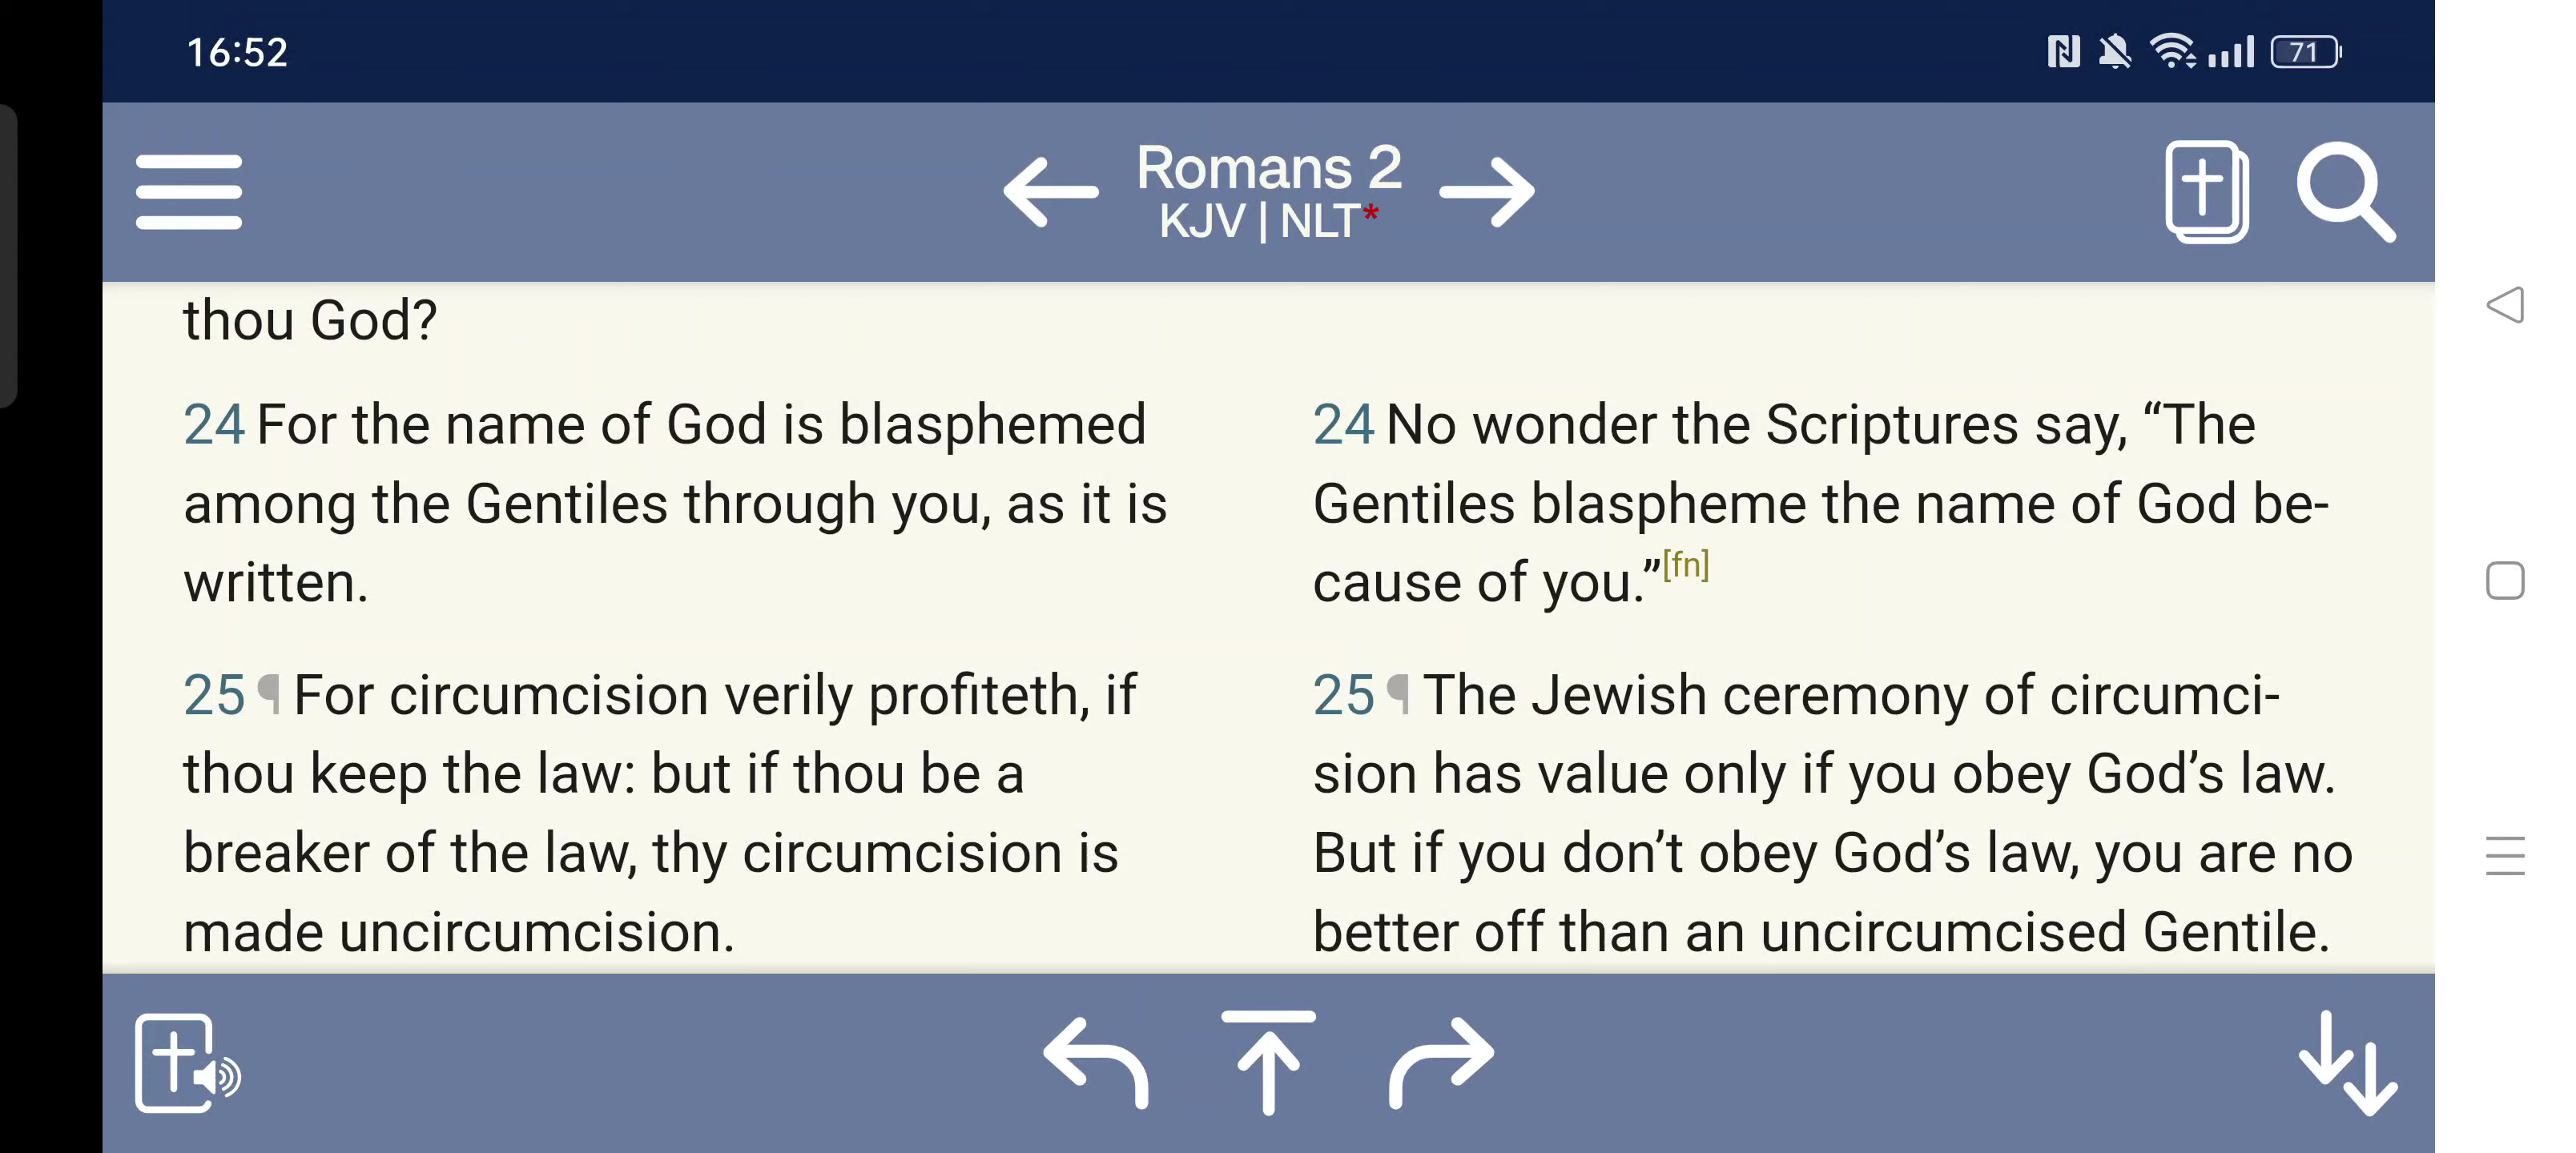 16:52
71
Romans 2
KJV | NLT*
thou God?
24 For the name of God is blasphemed
among the Gentiles through you, as it is
written.
25 ¶ For circumcision verily profiteth, if
thou keep the law: but if thou be a
breaker of the law, thy circumcision is
made uncircumcision.
24 No wonder the Scriptures say, “The
Gentiles blaspheme the name of God be-
cause of you.”[fn]
25 ¶ The Jewish ceremony of circumci-
sion has value only if you obey God’s law.
But if you don’t obey God’s law, you are no
better off than an uncircumcised Gentile.